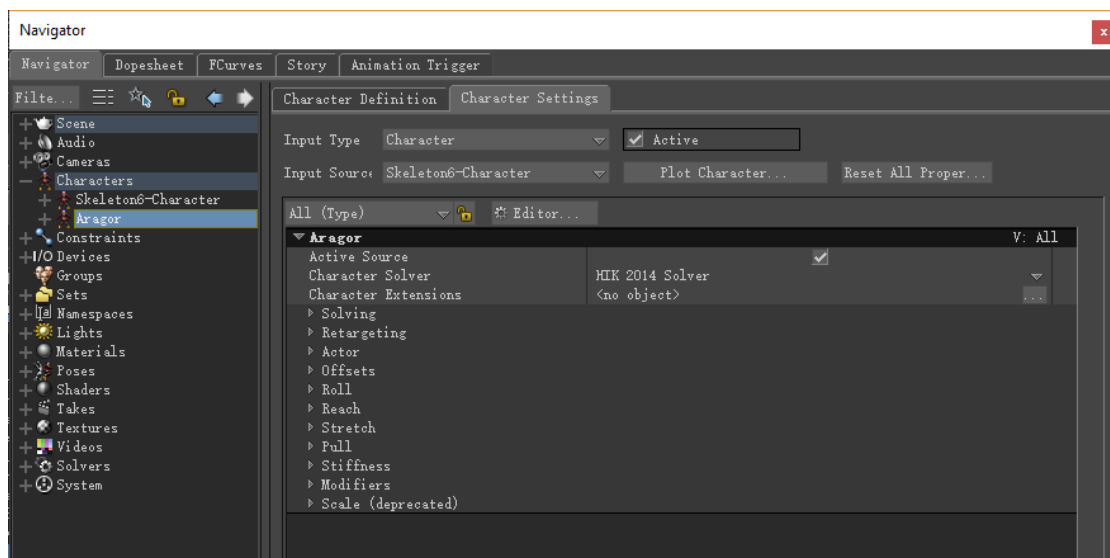 Navigator
x
Navigator Dopesheet FCurves Story Animation Trigger
Filte... Character Definition Character Settings
Scene
Audio
Cameras
Characters
Skeleton6-Character
Aragor
Constraints
I/O Devices
Groups
Sets
Namespaces
Lights
Materials
Poses
Shaders
Takes
Textures
Videos
Solvers
System
Input Type Character Active
Input Source Skeleton6-Character Plot Character... Reset All Proper...
All (Type) Editor...
Aragor V: All
Active Source
Character Solver HIK 2014 Solver
Character Extensions <no object> ...
Solving
Retargeting
Actor
Offsets
Roll
Reach
Stretch
Pull
Stiffness
Modifiers
Scale (deprecated)